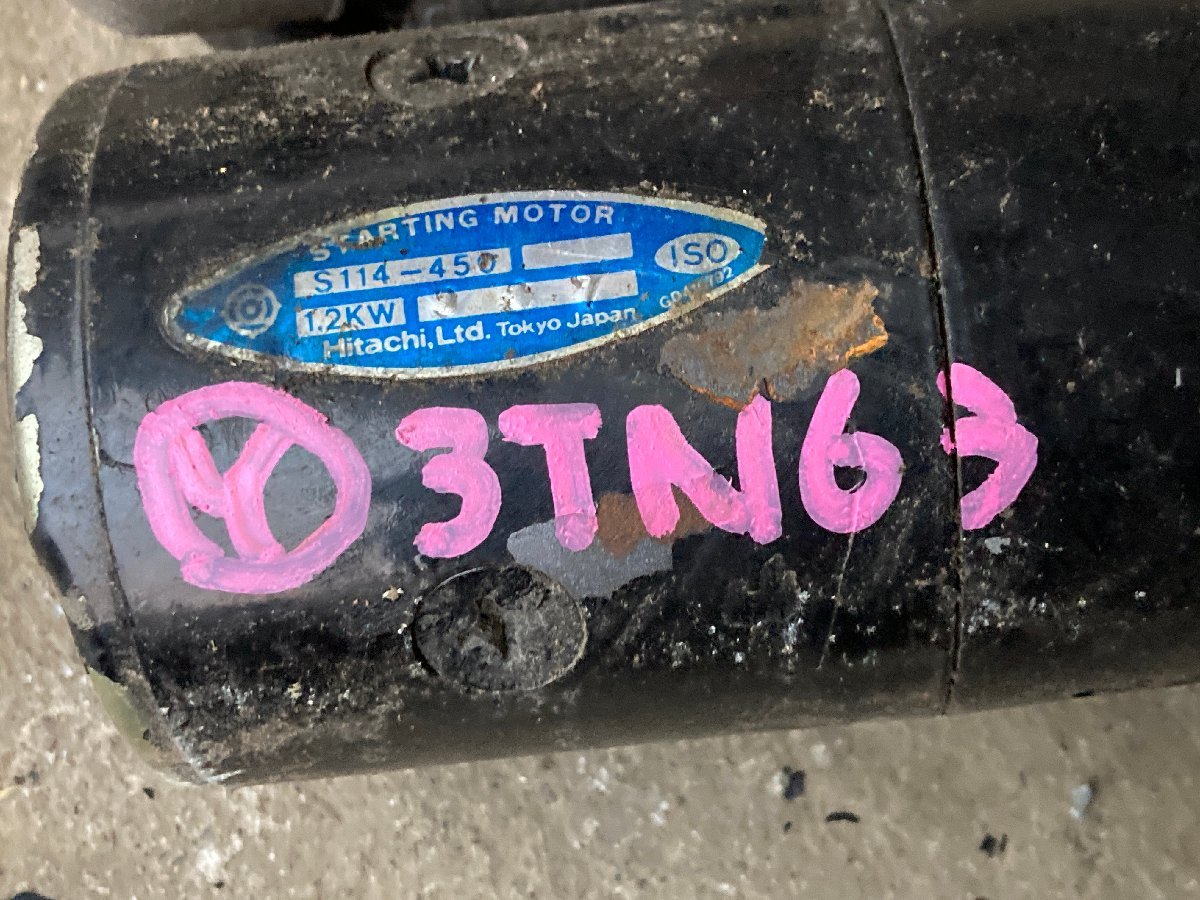 STARTING MOTOR
S114-450
ISO
1.2KW
Hitachi, Ltd. Tokyo Japan
Y 3TN63